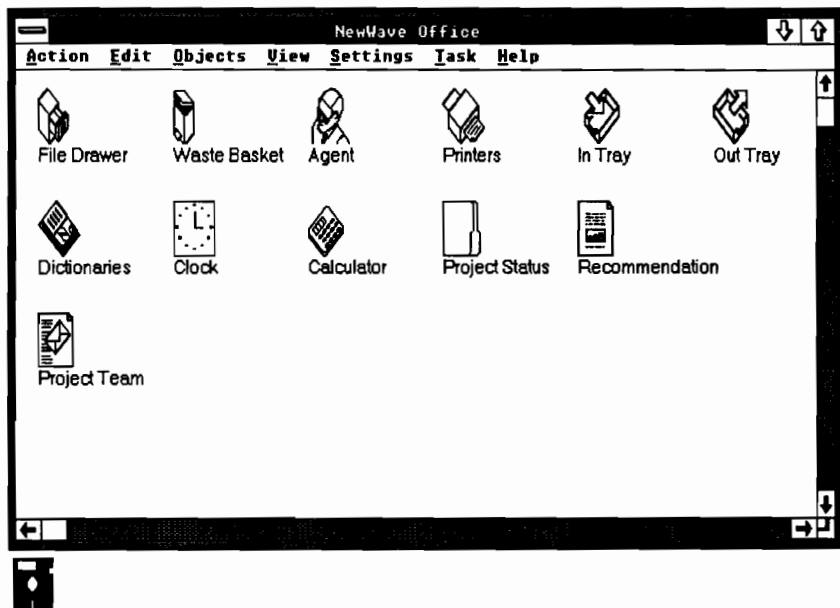 NewWave Office
Action Edit Objects View Settings Task Help
File Drawer Waste Basket Agent Printers In Tray Out Tray
Dictionaries Clock Calculator Project Status Recommendation
Project Team